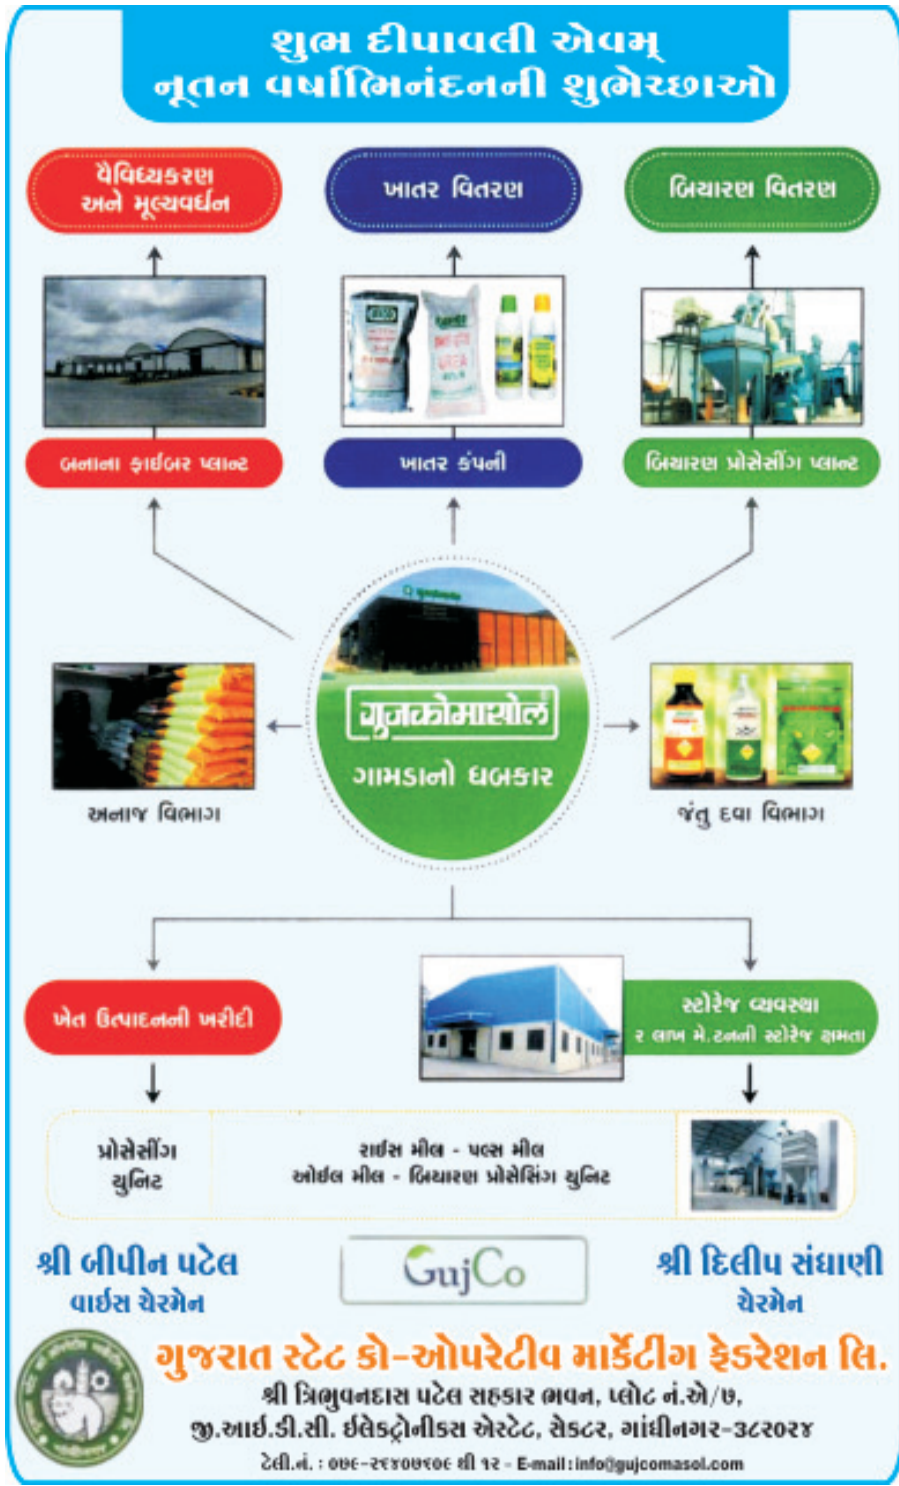 શુભ દીપાવલી એવમ્
નૂતન વર્ષાભિનંદનની શુભેચ્છાઓ
વૈવિધ્યકરણ
અને મૂલ્યવર્ધન
ખાતર વિતરણ
બિયારણ વિતરણ
UREA
બનાના ફાઈબર પ્લાન્ટ
ખાતર કંપની
બિયારણ પ્રોસેસીંગ પ્લાન્ટ
ગુજકોમાસોલ
ગામડાનો ધબકાર
અનાજ વિભાગ
જંતુ દવા વિભાગ
ખેત ઉત્પાદનની ખરીદી
સ્ટોરેજ વ્યવસ્થા
૨ લાખ મે.ટનની સ્ટોરેજ ક્ષમતા
પ્રોસેસીંગ
યુનિટ
રાઈસ મીલ - પલ્સ મીલ
ઓઈલ મીલ - બિયારણ પ્રોસેસિંગ યુનિટ
શ્રી બીપીન પટેલ
વાઇસ ચેરમેન
GujCo
શ્રી દિલીપ સંઘાણી
ચેરમેન
ગુજરાત સ્ટેટ કો-ઓપરેટીવ માર્કેટીંગ ફેડરેશન લિ.
શ્રી ત્રિભુવનદાસ પટેલ સહકાર ભવન, પ્લોટ નં.એ/૭,
જી.આઈ.ડી.સી. ઈલેક્ટ્રોનીક્સ એસ્ટેટ, સેક્ટર, ગાંધીનગર-૩૮૨૦૨૪
ટેલી.નં. : ૦૭૯-૨૬૪૦૭૬૦૬ થી ૧૨ - E-mail : info@gujcomasol.com